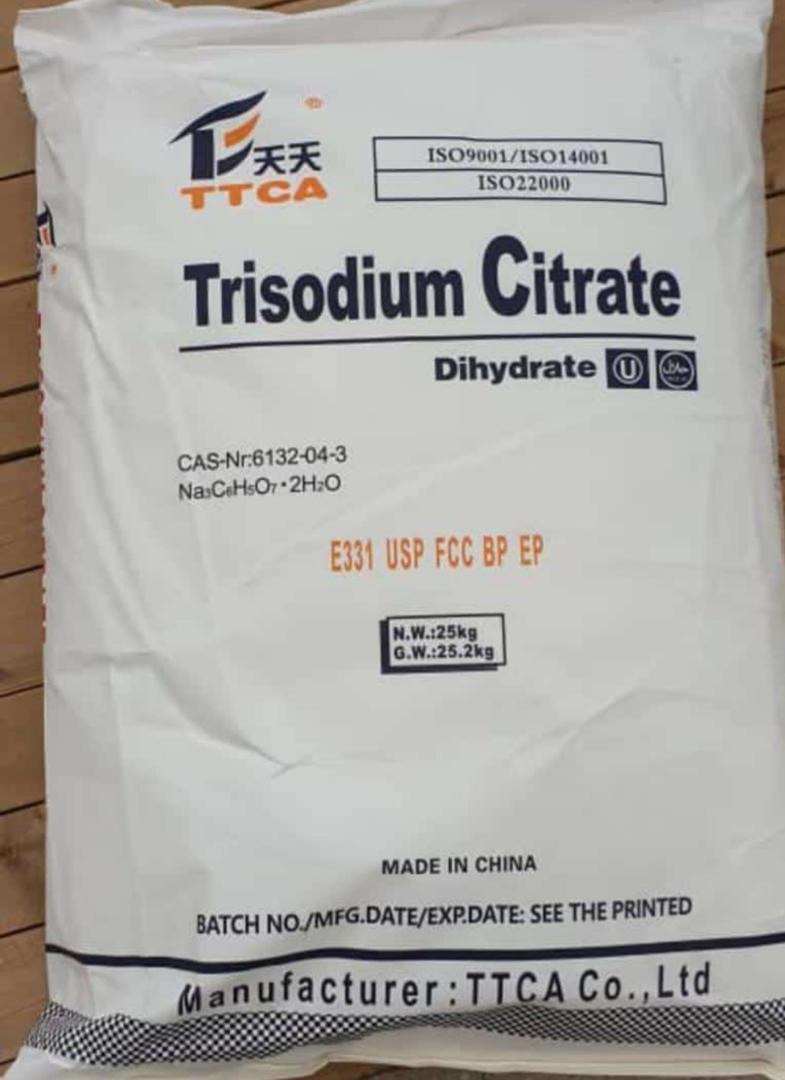 ®
天天
TTCA
ISO9001/ISO14001
ISO22000
Trisodium Citrate
Dihydrate U حلال
CAS-Nr:6132-04-3
Na₃C₆H₅O₇·2H₂O
E331 USP FCC BP EP
N.W.:25kg
G.W.:25.2kg
MADE IN CHINA
BATCH NO./MFG.DATE/EXP.DATE: SEE THE PRINTED
Manufacturer:TTCA Co.,Ltd